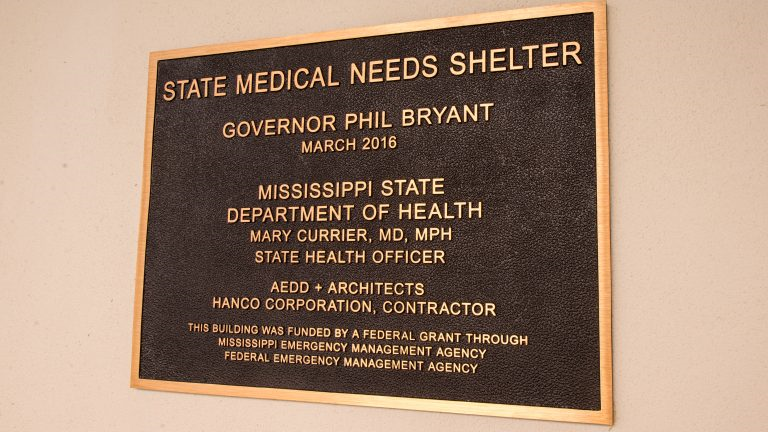 STATE MEDICAL NEEDS SHELTER
GOVERNOR PHIL BRYANT
MARCH 2016
MISSISSIPPI STATE
DEPARTMENT OF HEALTH
MARY CURRIER, MD, MPH
STATE HEALTH OFFICER
AEDD + ARCHITECTS
HANCO CORPORATION, CONTRACTOR
THIS BUILDING WAS FUNDED BY A FEDERAL GRANT THROUGH
MISSISSIPPI EMERGENCY MANAGEMENT AGENCY
FEDERAL EMERGENCY MANAGEMENT AGENCY